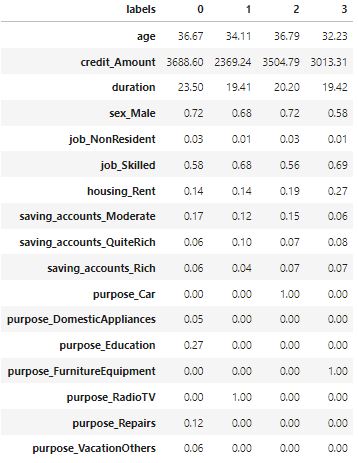 labels 0 1 2 3
age 36.67 34.11 36.79 32.23
credit_Amount 3688.60 2369.24 3504.79 3013.31
duration 23.50 19.41 20.20 19.42
sex_Male 0.72 0.68 0.72 0.58
job_NonResident 0.03 0.01 0.03 0.01
job_Skilled 0.58 0.68 0.56 0.69
housing_Rent 0.14 0.14 0.19 0.27
saving_accounts_Moderate 0.17 0.12 0.15 0.06
saving_accounts_QuiteRich 0.06 0.10 0.07 0.08
saving_accounts_Rich 0.06 0.04 0.07 0.07
purpose_Car 0.00 0.00 1.00 0.00
purpose_DomesticAppliances 0.05 0.00 0.00 0.00
purpose_Education 0.27 0.00 0.00 0.00
purpose_FurnitureEquipment 0.00 0.00 0.00 1.00
purpose_RadioTV 0.00 1.00 0.00 0.00
purpose_Repairs 0.12 0.00 0.00 0.00
purpose_VacationOthers 0.06 0.00 0.00 0.00